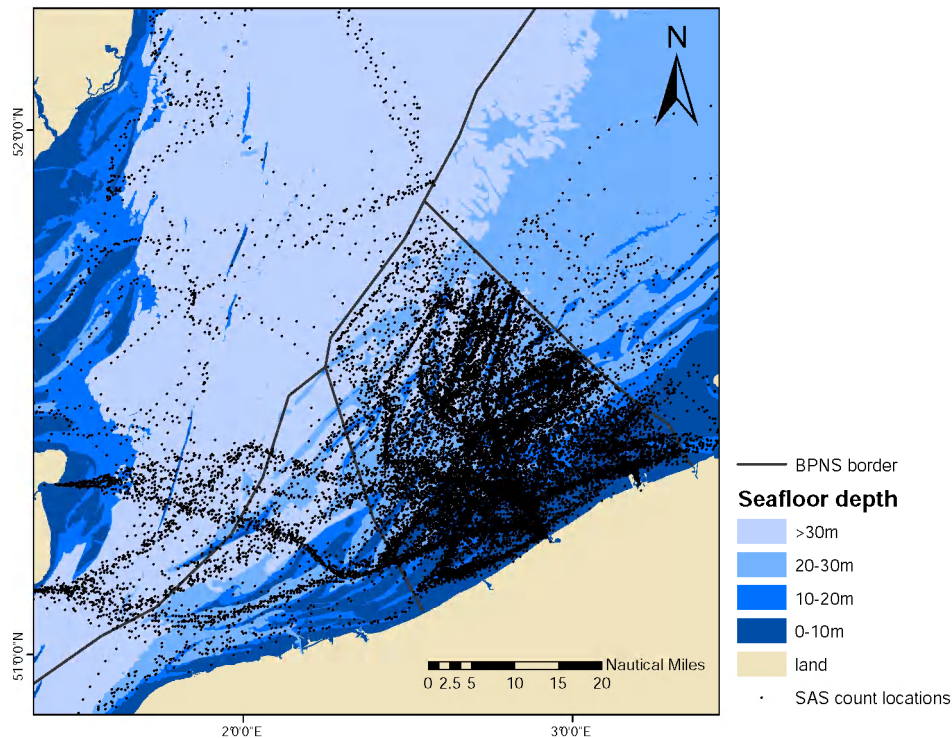 N
52°0'0"N
51°0'0"N
2°0'0"E
3°0'0"E
Nautical Miles
0 2.5 5 10 15 20
BPNS border
Seafloor depth
>30m
20-30m
10-20m
0-10m
land
SAS count locations